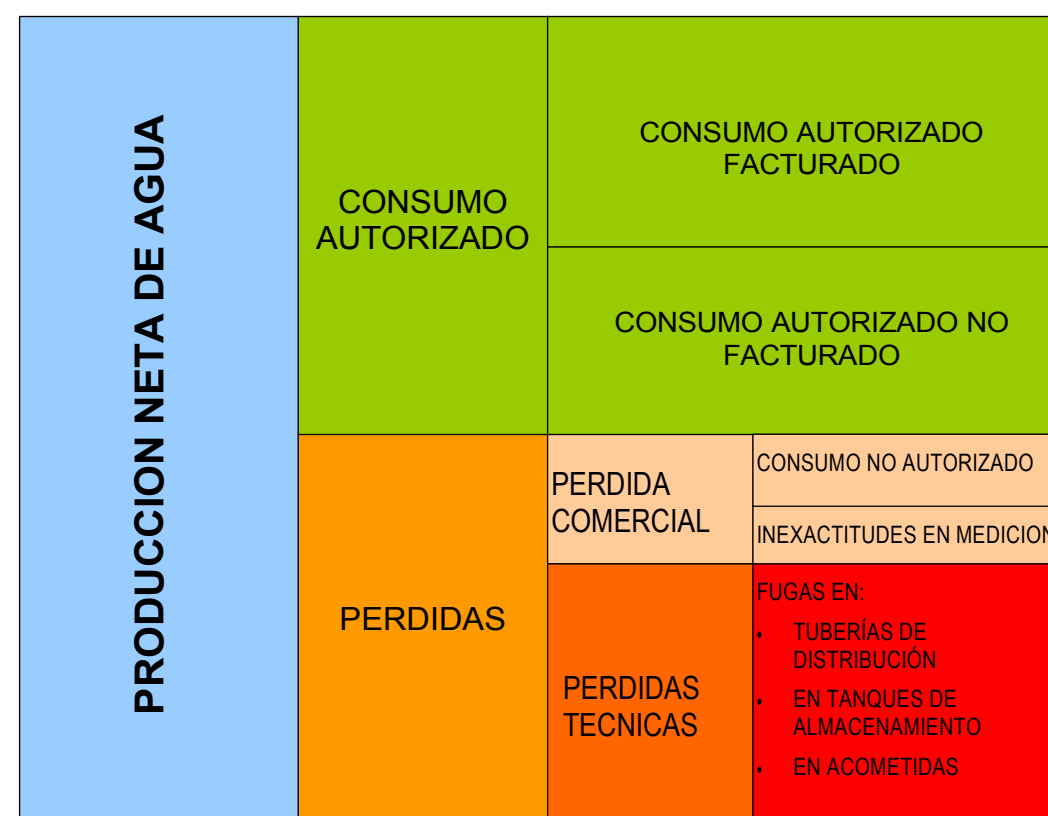 PRODUCCION NETA DE AGUA
CONSUMO
AUTORIZADO
CONSUMO AUTORIZADO
FACTURADO
CONSUMO AUTORIZADO NO
FACTURADO
PERDIDAS
PERDIDA
COMERCIAL
CONSUMO NO AUTORIZADO
INEXACTITUDES EN MEDICION
PERDIDAS
TECNICAS
FUGAS EN:
• TUBERÍAS DE
DISTRIBUCIÓN
• EN TANQUES DE
ALMACENAMIENTO
• EN ACOMETIDAS